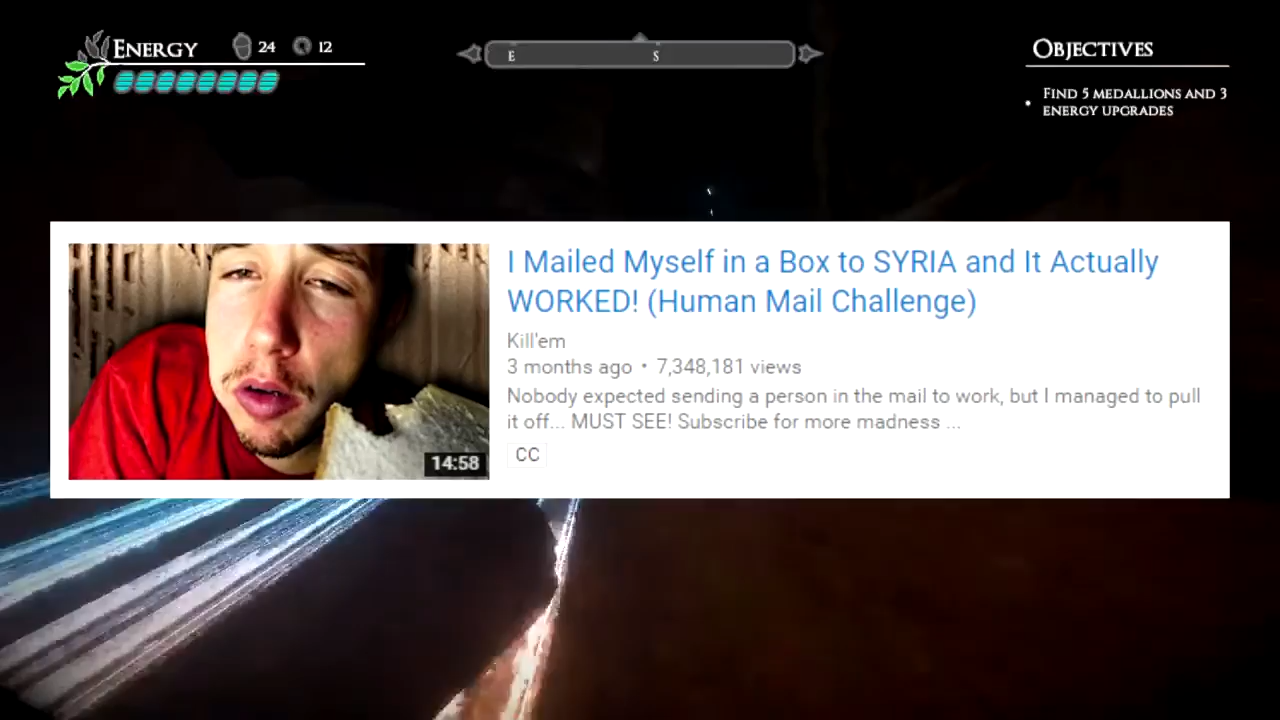 ENERGY 24 12
E S
OBJECTIVES
FIND 5 MEDALLIONS AND 3
ENERGY UPGRADES
I Mailed Myself in a Box to SYRIA and It Actually
WORKED! (Human Mail Challenge)
Kill'em
3 months ago • 7,348,181 views
Nobody expected sending a person in the mail to work, but I managed to pull
it off... MUST SEE! Subscribe for more madness ...
14:58
CC